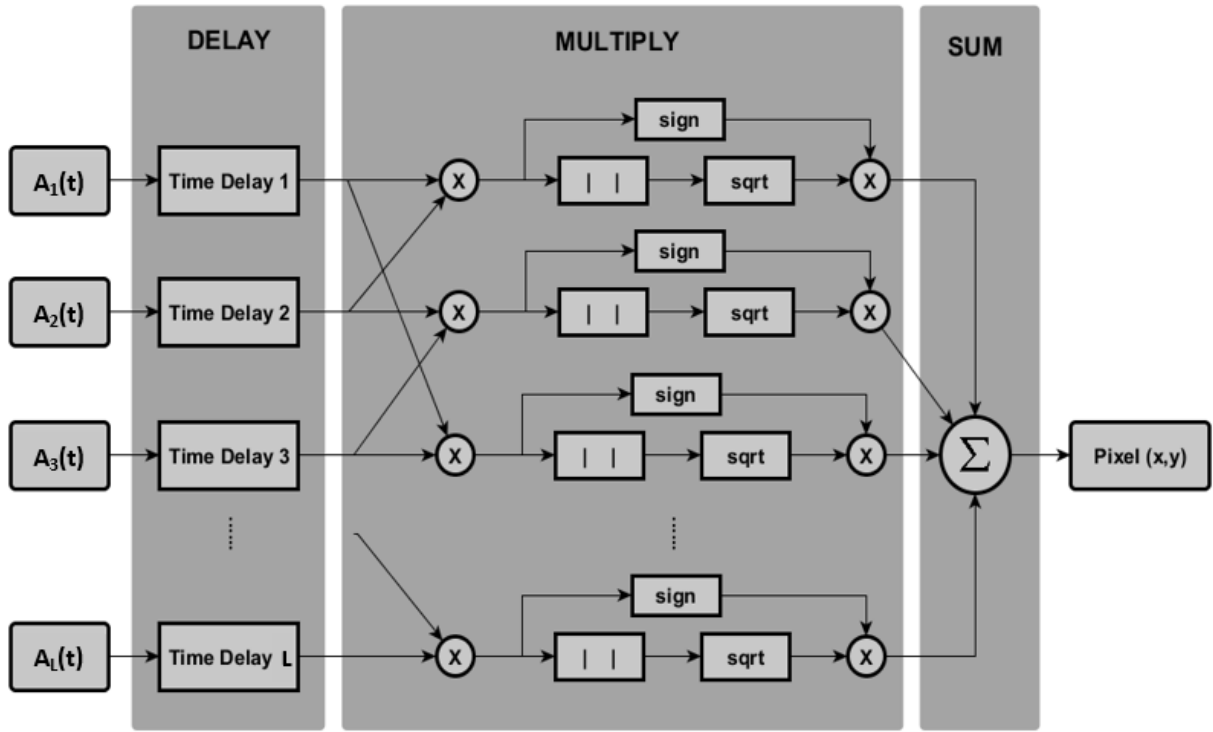 DELAY
MULTIPLY
SUM
sign
A1(t)
Time Delay 1
X
| |
sqrt
X
sign
A2(t)
Time Delay 2
X
| |
sqrt
X
sign
A3(t)
Time Delay 3
X
| |
sqrt
X
Σ
Pixel (x,y)
sign
AL(t)
Time Delay L
X
| |
sqrt
X